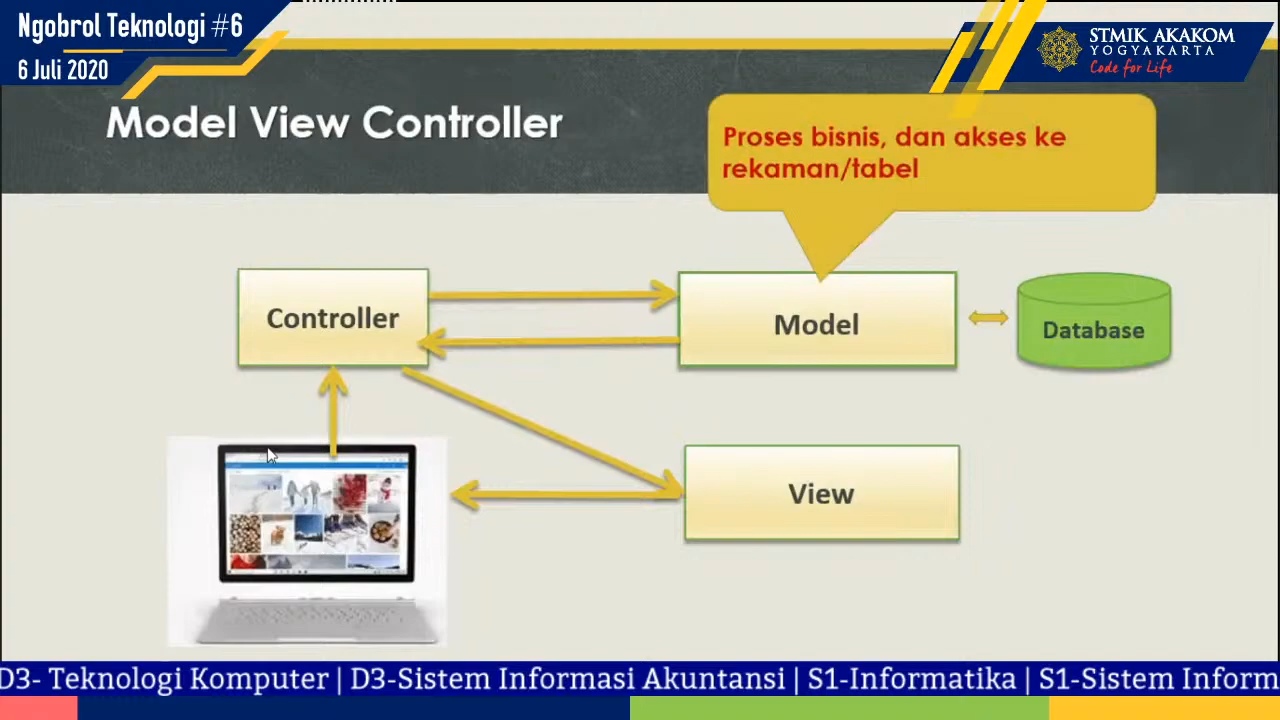 Ngobrol Teknologi #6
6 Juli 2020
STMIK AKAKOM
YOGYAKARTA
Code for Life
Model View Controller
Proses bisnis, dan akses ke
rekaman/tabel
Controller
Model
Database
View
D3- Teknologi Komputer | D3-Sistem Informasi Akuntansi | S1-Informatika | S1-Sistem Inform